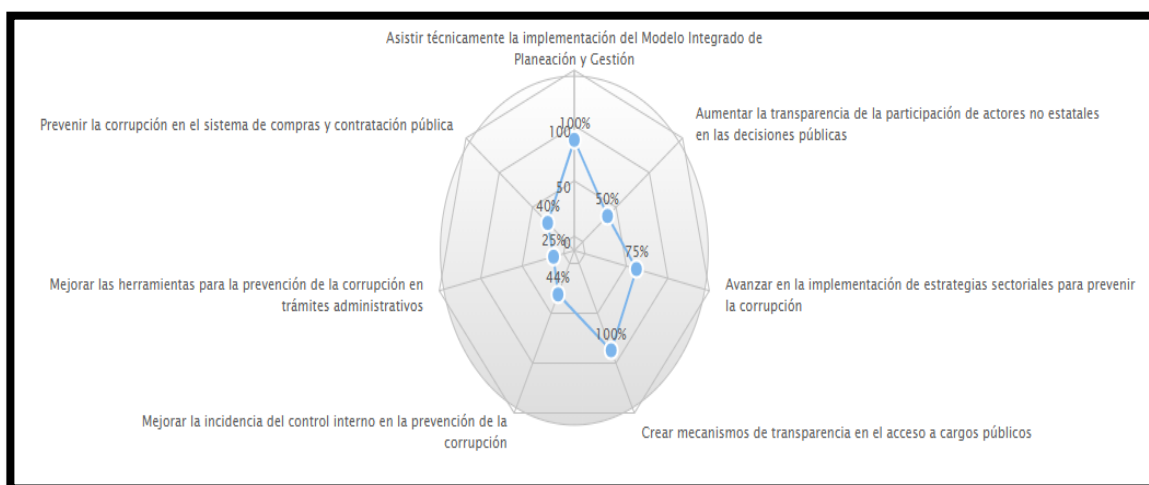 Asistir técnicamente la implementación del Modelo Integrado de
Planeación y Gestión
Aumentar la transparencia de la participación de actores no estatales
en las decisiones públicas
Prevenir la corrupción en el sistema de compras y contratación pública
100%
100
50
50%
40%
0
25%
75%
44%
100%
Mejorar las herramientas para la prevención de la corrupción en
trámites administrativos
Avanzar en la implementación de estrategias sectoriales para prevenir
la corrupción
Mejorar la incidencia del control interno en la prevención de la
corrupción
Crear mecanismos de transparencia en el acceso a cargos públicos